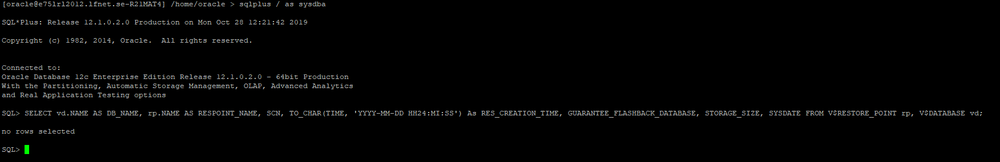 [oracle@e75lrl2012.lfnet.se-R21MAT4] /home/oracle > sqlplus / as sysdba
SQL*Plus: Release 12.1.0.2.0 Production on Mon Oct 28 12:21:42 2019
Copyright (c) 1982, 2014, Oracle.  All rights reserved.
Connected to:
Oracle Database 12c Enterprise Edition Release 12.1.0.2.0 - 64bit Production
With the Partitioning, Automatic Storage Management, OLAP, Advanced Analytics
and Real Application Testing options
SQL> SELECT vd.NAME AS DB_NAME, rp.NAME AS RESPOINT_NAME, SCN, TO_CHAR(TIME, 'YYYY-MM-DD HH24:MI:SS') As RES_CREATION_TIME, GUARANTEE_FLASHBACK_DATABASE, STORAGE_SIZE, SYSDATE FROM V$RESTORE_POINT rp, V$DATABASE vd;
no rows selected
SQL>